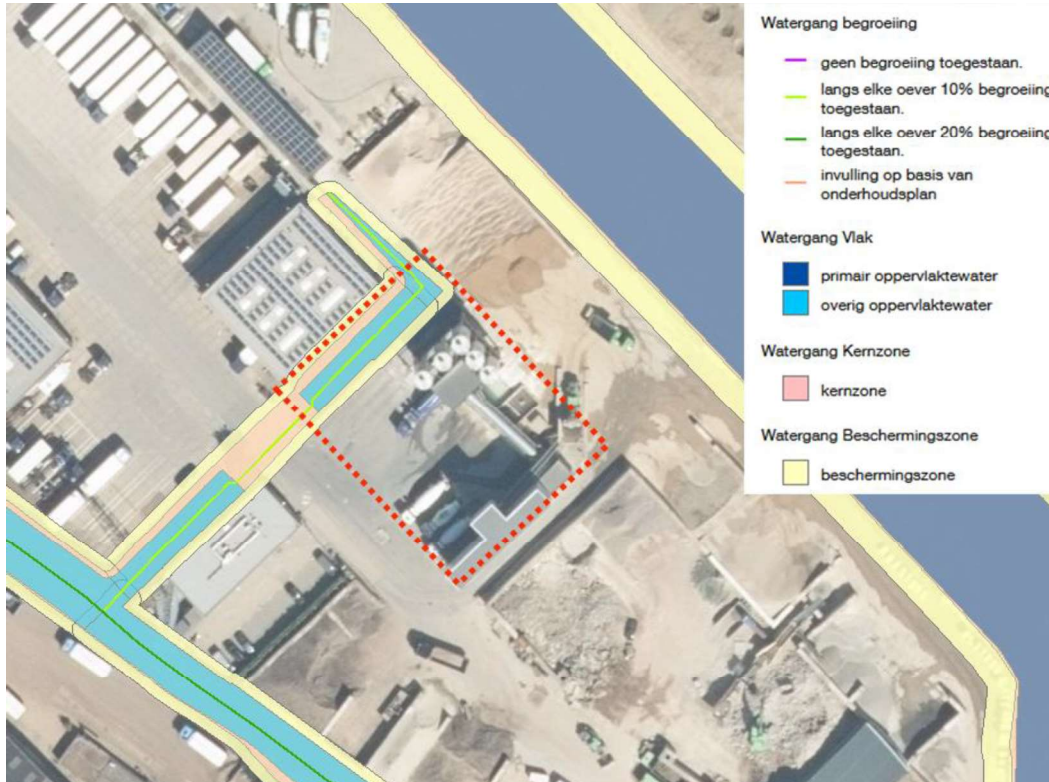 Watergang begroeiing
geen begroeiing toegestaan.
langs elke oever 10% begroeiing
toegestaan.
langs elke oever 20% begroeiing
toegestaan.
invulling op basis van
onderhoudsplan
Watergang Vlak
primair oppervlaktewater
overig oppervlaktewater
Watergang Kernzone
kernzone
Watergang Beschermingszone
beschermingszone